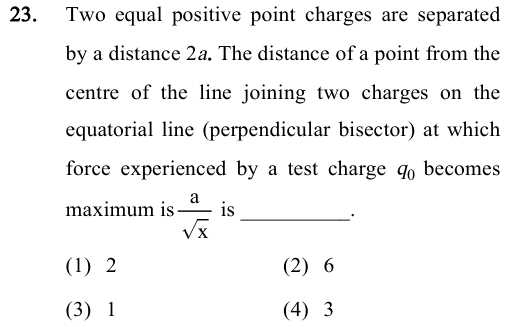 23. Two equal positive point charges are separated
by a distance 2a. The distance of a point from the
centre of the line joining two charges on the
equatorial line (perpendicular bisector) at which
force experienced by a test charge q₀ becomes
maximum is a/√x is __________.
(1) 2 (2) 6
(3) 1 (4) 3